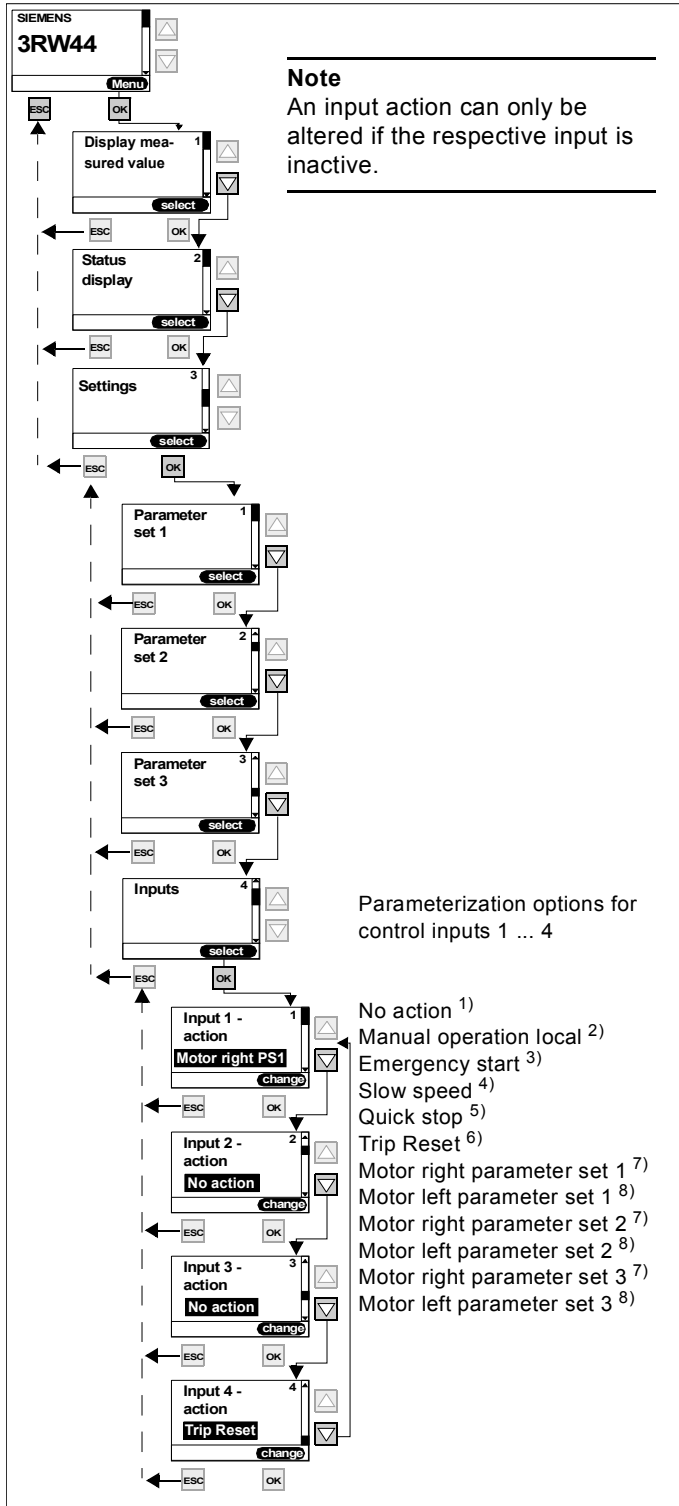 SIEMENS
3RW44
Menu
ESC
OK
Note
An input action can only be
altered if the respective input is
inactive.
Display mea-
sured value
1
select
ESC
OK
Status
display
2
select
ESC
OK
Settings
3
select
ESC
OK
Parameter
set 1
1
select
ESC
OK
Parameter
set 2
2
select
ESC
OK
Parameter
set 3
3
select
ESC
OK
Inputs
4
select
ESC
OK
Parameterization options for
control inputs 1 ... 4
Input 1 -
action
1
Motor right PS1
change
ESC
OK
Input 2 -
action
2
No action
change
ESC
OK
Input 3 -
action
3
No action
change
ESC
OK
Input 4 -
action
4
Trip Reset
change
ESC
OK
No action 1)
Manual operation local 2)
Emergency start 3)
Slow speed 4)
Quick stop 5)
Trip Reset 6)
Motor right parameter set 1 7)
Motor left parameter set 1 8)
Motor right parameter set 2 7)
Motor left parameter set 2 8)
Motor right parameter set 3 7)
Motor left parameter set 3 8)